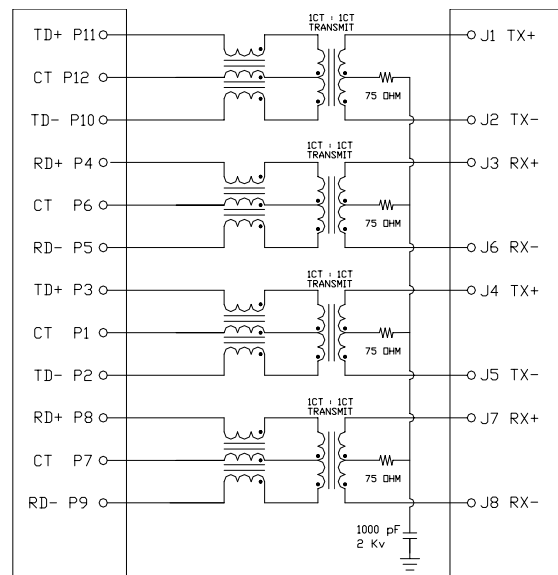 1CT : 1CT
TRANSMIT
TD+ P11
J1 TX+
CT P12
75 OHM
TD- P10
J2 TX-
1CT : 1CT
TRANSMIT
RD+ P4
J3 RX+
CT P6
75 OHM
RD- P5
J6 RX-
1CT : 1CT
TRANSMIT
TD+ P3
J4 TX+
CT P1
75 OHM
TD- P2
J5 TX-
1CT : 1CT
TRANSMIT
RD+ P8
J7 RX+
CT P7
75 OHM
RD- P9
J8 RX-
1000 pF
2 Kv